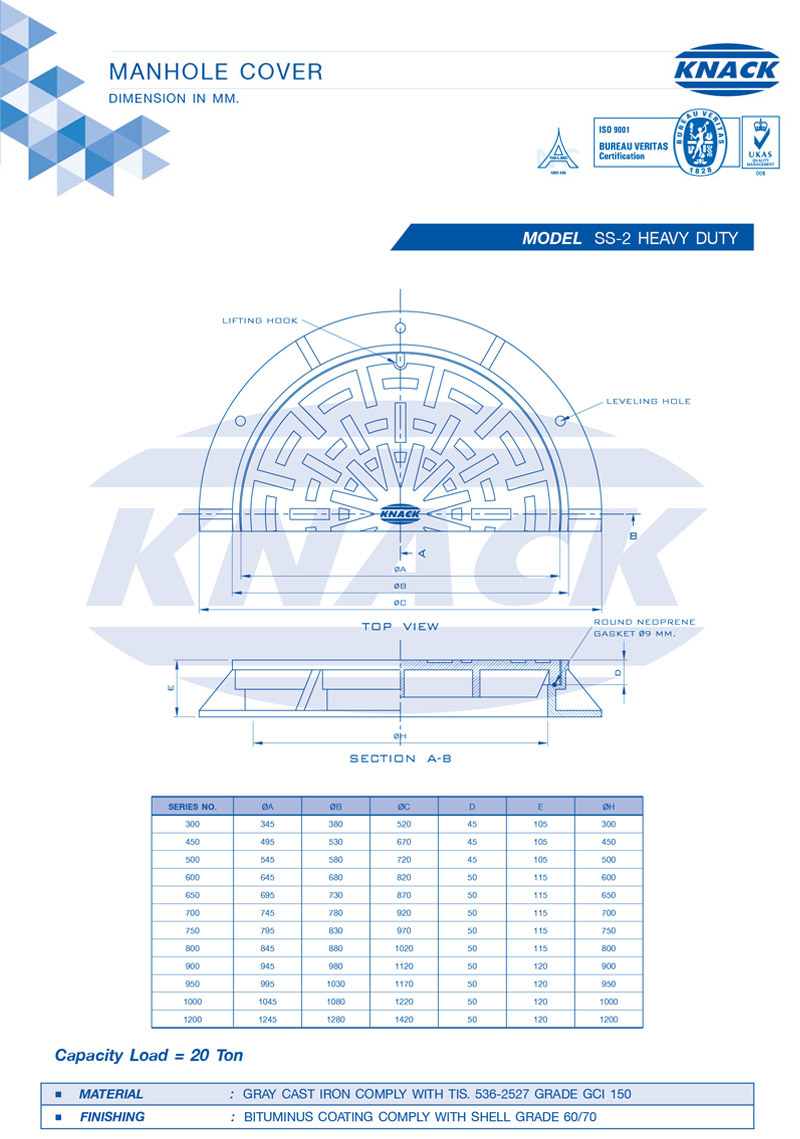 MANHOLE COVER
DIMENSION IN MM.
KNACK
ISO 9001
BUREAU VERITAS
Certification
BUREAU VERITAS
1828
UKAS
QUALITY
MANAGEMENT
008
MODEL SS-2 HEAVY DUTY
LIFTING HOOK
LEVELING HOLE
KNACK
KNACK
B
A
ØA
ØB
ØC
TOP VIEW
ROUND NEOPRENE
GASKET Ø9 MM.
E
D
ØH
SECTION A-B
SERIES NO. ØA ØB ØC D E ØH
300 345 380 520 45 105 300
450 495 530 670 45 105 450
500 545 580 720 45 105 500
600 645 680 820 50 115 600
650 695 730 870 50 115 650
700 745 780 920 50 115 700
750 795 830 970 50 115 750
800 845 880 1020 50 115 800
900 945 980 1120 50 120 900
950 995 1030 1170 50 120 950
1000 1045 1080 1220 50 120 1000
1200 1245 1280 1420 50 120 1200
Capacity Load = 20 Ton
MATERIAL : GRAY CAST IRON COMPLY WITH TIS. 536-2527 GRADE GCI 150
FINISHING : BITUMINUS COATING COMPLY WITH SHELL GRADE 60/70